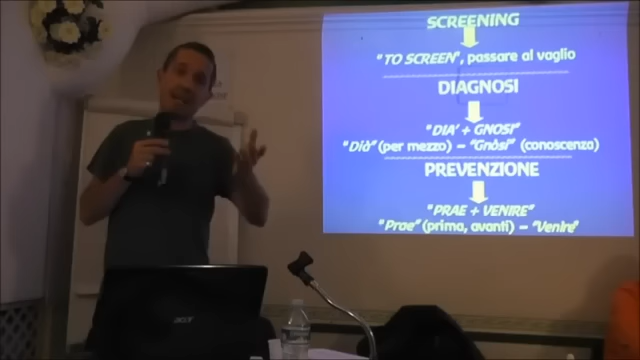 SCREENING
"TO SCREEN", passare al vaglio
DIAGNOSI
"DIA' + GNOSI"
"Dià" (per mezzo) – "Gnòsi" (conoscenza)
PREVENZIONE
"PRAE + VENIRE"
"Prae" (prima, avanti) – "Venire"
acer